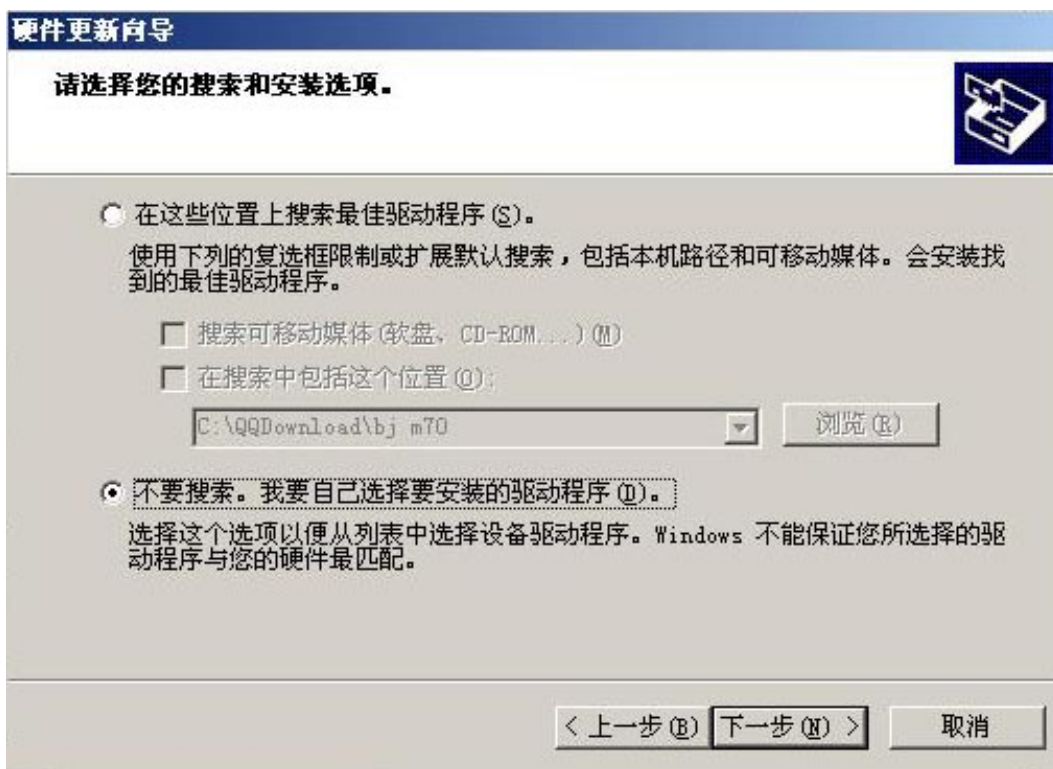 硬件更新向导
请选择您的搜索和安装选项。
在这些位置上搜索最佳驱动程序(S)。
使用下列的复选框限制或扩展默认搜索，包括本机路径和可移动媒体。会安装找
到的最佳驱动程序。
搜索可移动媒体(软盘、CD-ROM...)(M)
在搜索中包括这个位置(O):
C:\QQDownload\bj m70
浏览(R)
不要搜索。我要自己选择要安装的驱动程序(D)。
选择这个选项以便从列表中选择设备驱动程序。Windows 不能保证您所选择的驱
动程序与您的硬件最匹配。
< 上一步(B) 下一步(N) > 取消